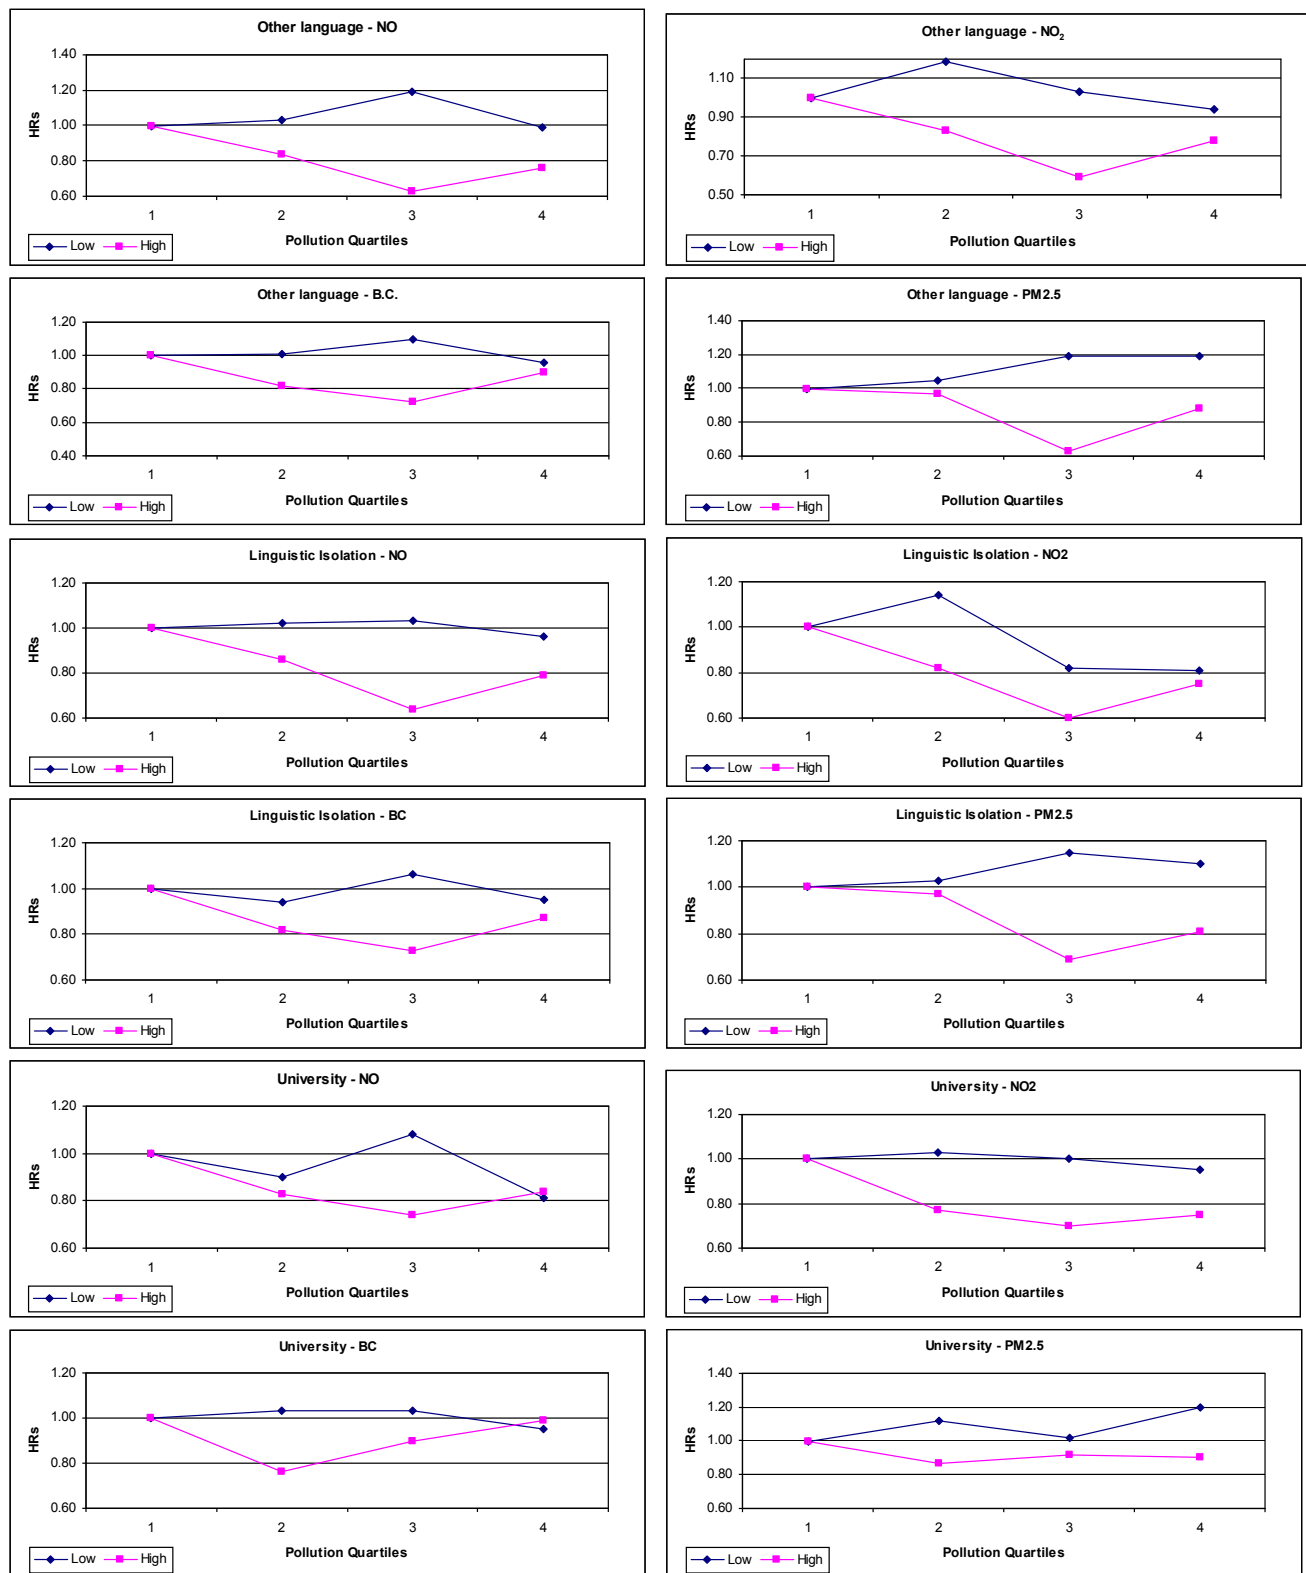 Other language - NO
1.40
1.20
1.00
0.80
0.60
HRs
1 2 3 4
Pollution Quartiles
Low High
Other language - NO₂
1.10
0.90
0.70
0.50
HRs
1 2 3 4
Pollution Quartiles
Low High
Other language - B.C.
1.20
1.00
0.80
0.60
0.40
HRs
1 2 3 4
Pollution Quartiles
Low High
Other language - PM2.5
1.40
1.20
1.00
0.80
0.60
HRs
1 2 3 4
Pollution Quartiles
Low High
Linguistic Isolation - NO
1.20
1.00
0.80
0.60
HRs
1 2 3 4
Pollution Quartiles
Low High
Linguistic Isolation - NO2
1.20
1.00
0.80
0.60
HRs
1 2 3 4
Pollution Quartiles
Low High
Linguistic Isolation - BC
1.20
1.00
0.80
0.60
HRs
1 2 3 4
Pollution Quartiles
Low High
Linguistic Isolation - PM2.5
1.20
1.00
0.80
0.60
HRs
1 2 3 4
Pollution Quartiles
Low High
University - NO
1.20
1.00
0.80
0.60
HRs
1 2 3 4
Pollution Quartiles
Low High
University - NO2
1.20
1.00
0.80
0.60
HRs
1 2 3 4
Pollution Quartiles
Low High
University - BC
1.20
1.00
0.80
0.60
HRs
1 2 3 4
Pollution Quartiles
Low High
University - PM2.5
1.40
1.20
1.00
0.80
0.60
HRs
1 2 3 4
Pollution Quartiles
Low High